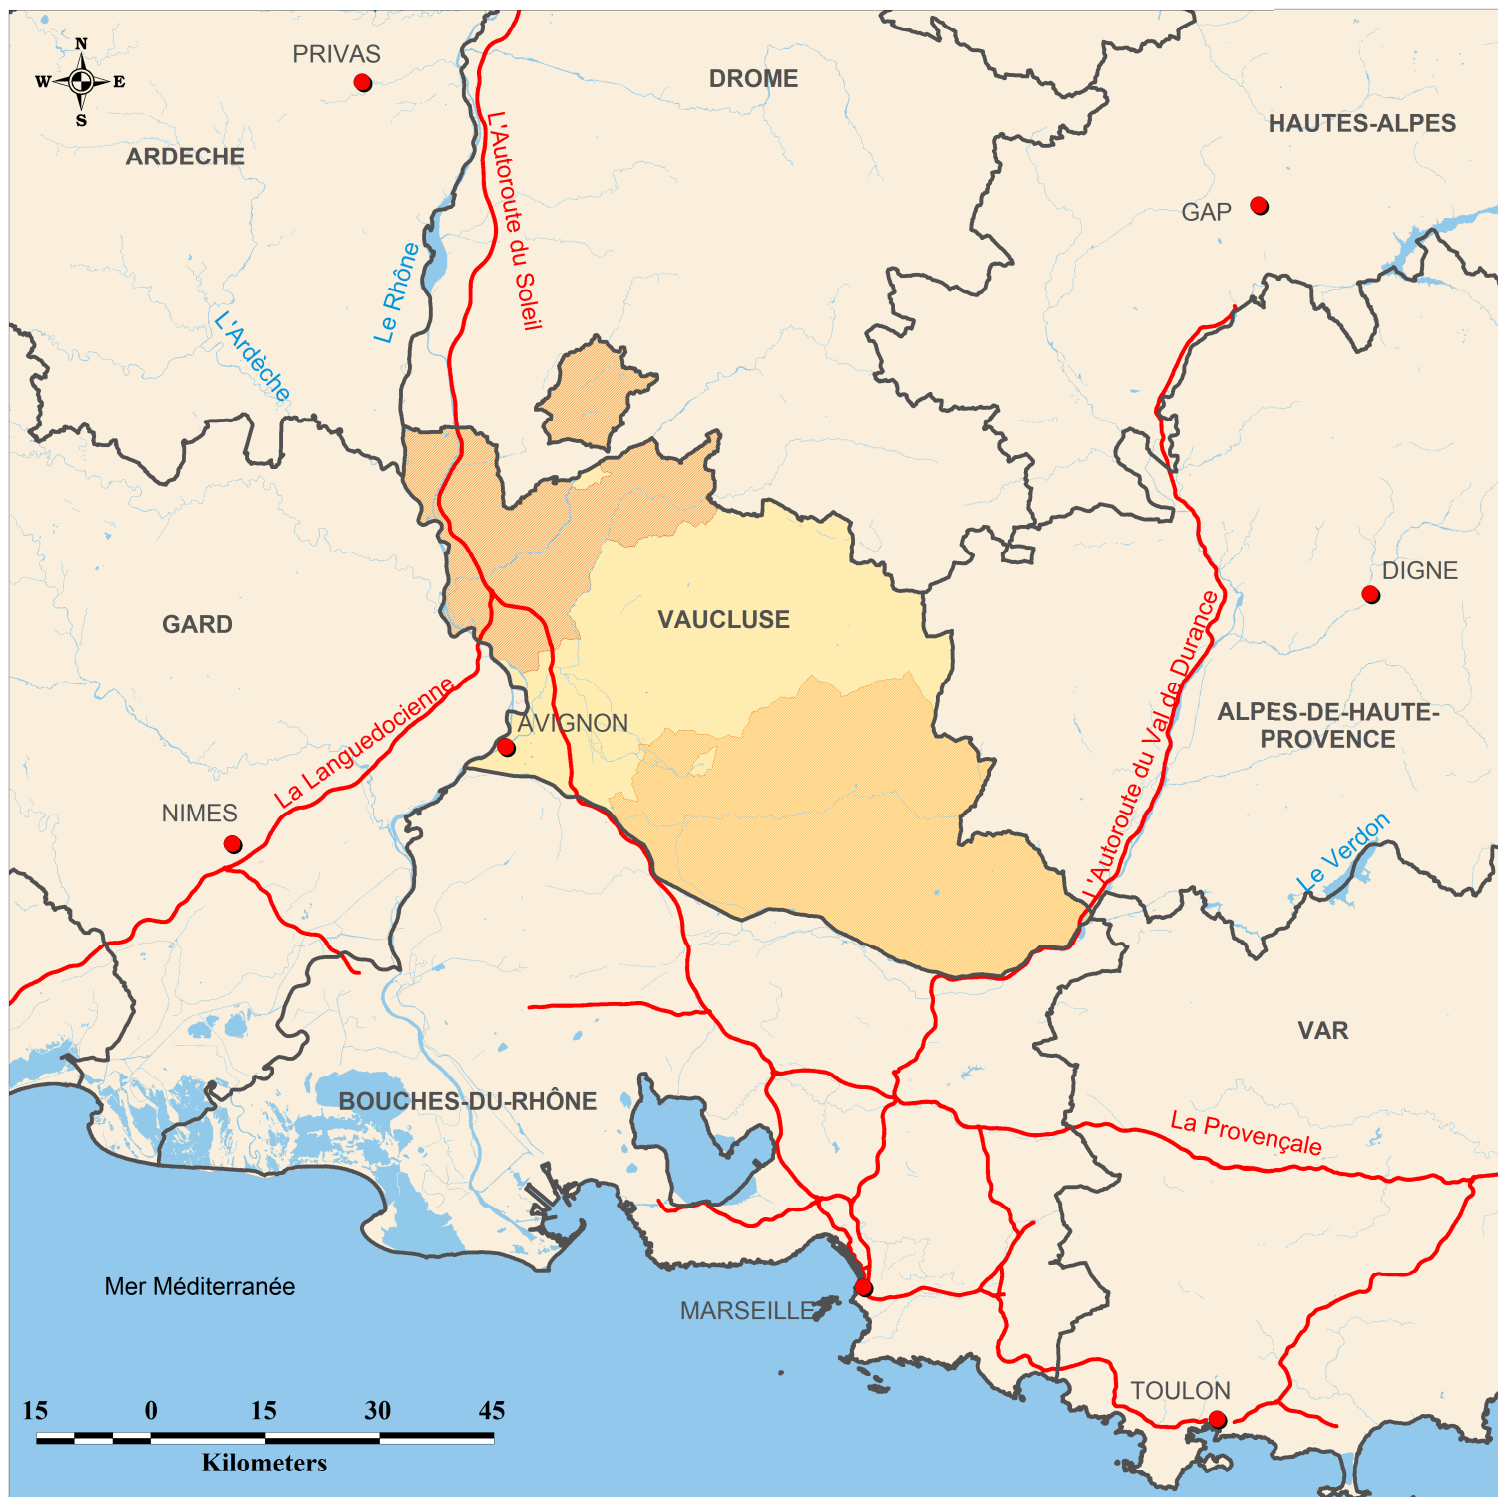 N
W E
S
PRIVAS
DROME
HAUTES-ALPES
ARDECHE
L'Autoroute du Soleil
GAP
Le Rhône
L'Ardèche
DIGNE
GARD
VAUCLUSE
L'Autoroute du Val de Durance
ALPES-DE-HAUTE-
PROVENCE
AVIGNON
La Languedocienne
NIMES
Le Verdon
VAR
BOUCHES-DU-RHÔNE
La Provençale
Mer Méditerranée
MARSEILLE
TOULON
15 0 15 30 45
Kilometers